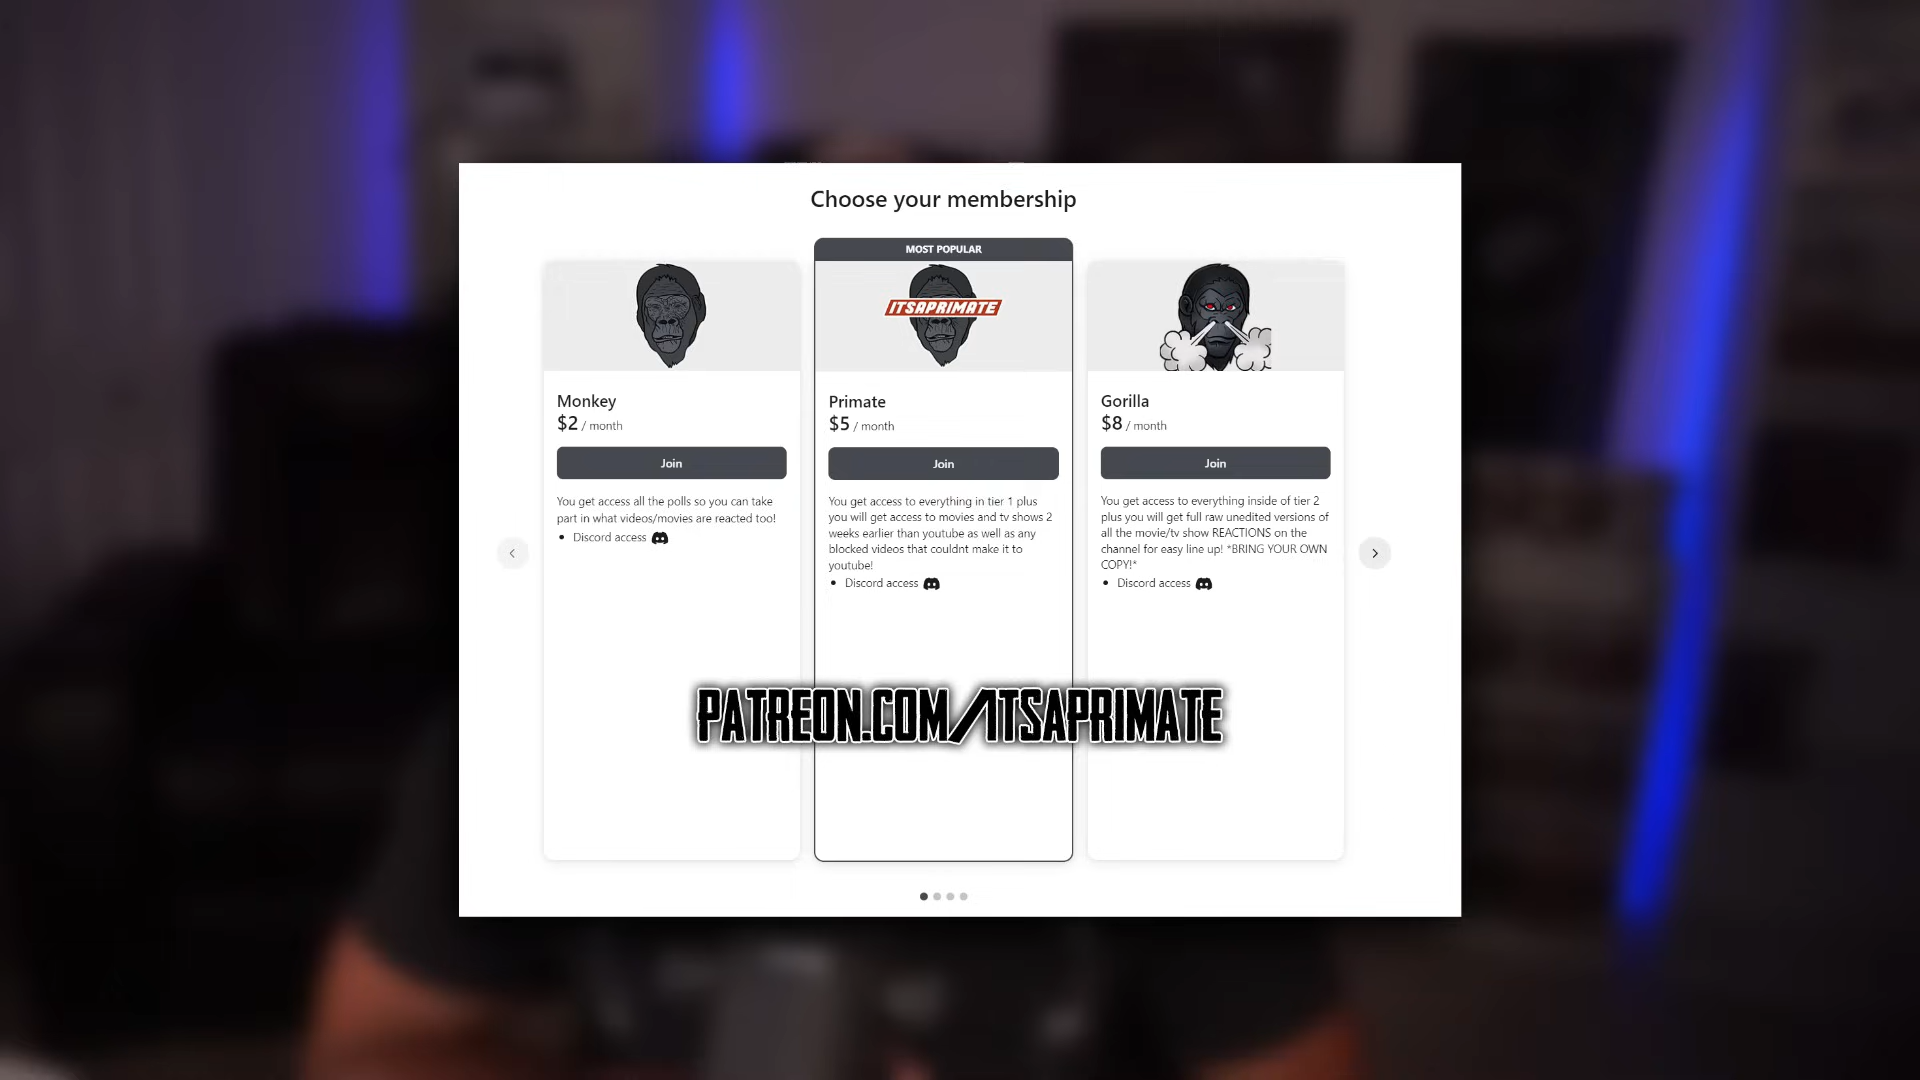 Choose your membership
MOST POPULAR
ITSAPRIMATE
Monkey
$2 / month
Join
You get access all the polls so you can take
part in what videos/movies are reacted too!
• Discord access
Primate
$5 / month
Join
You get access to everything in tier 1 plus
you will get access to movies and tv shows 2
weeks earlier than youtube as well as any
blocked videos that couldnt make it to
youtube!
• Discord access
Gorilla
$8 / month
Join
You get access to everything inside of tier 2
plus you will get full raw unedited versions of
all the movie/tv show REACTIONS on the
channel for easy line up! *BRING YOUR OWN
COPY!*
• Discord access
PATREON.COM/ITSAPRIMATE